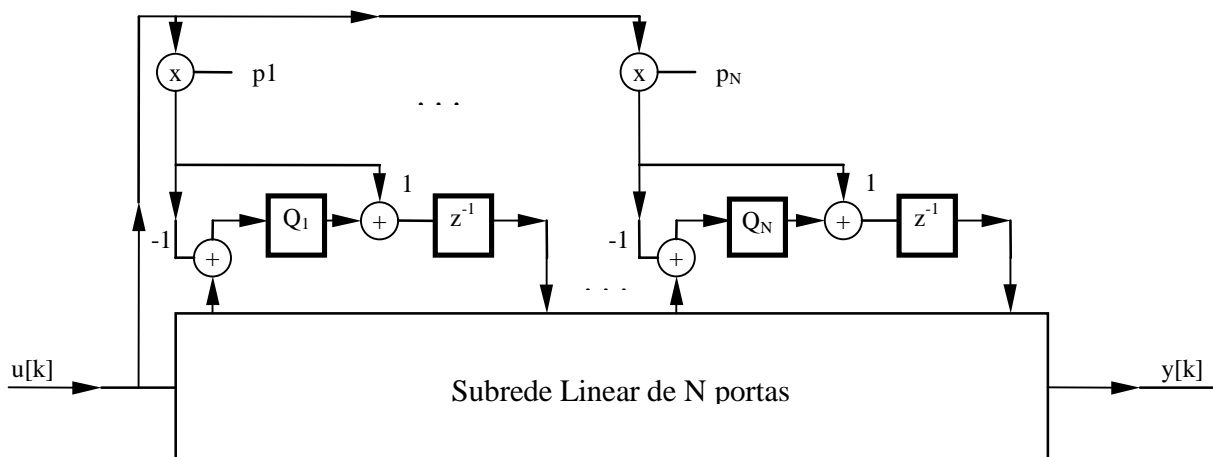 x p1 x pN
. . .
1 1
Q1 z-1 QN z-1
+ +
-1 -1
+ +
. . .
u[k] y[k]
Subrede Linear de N portas